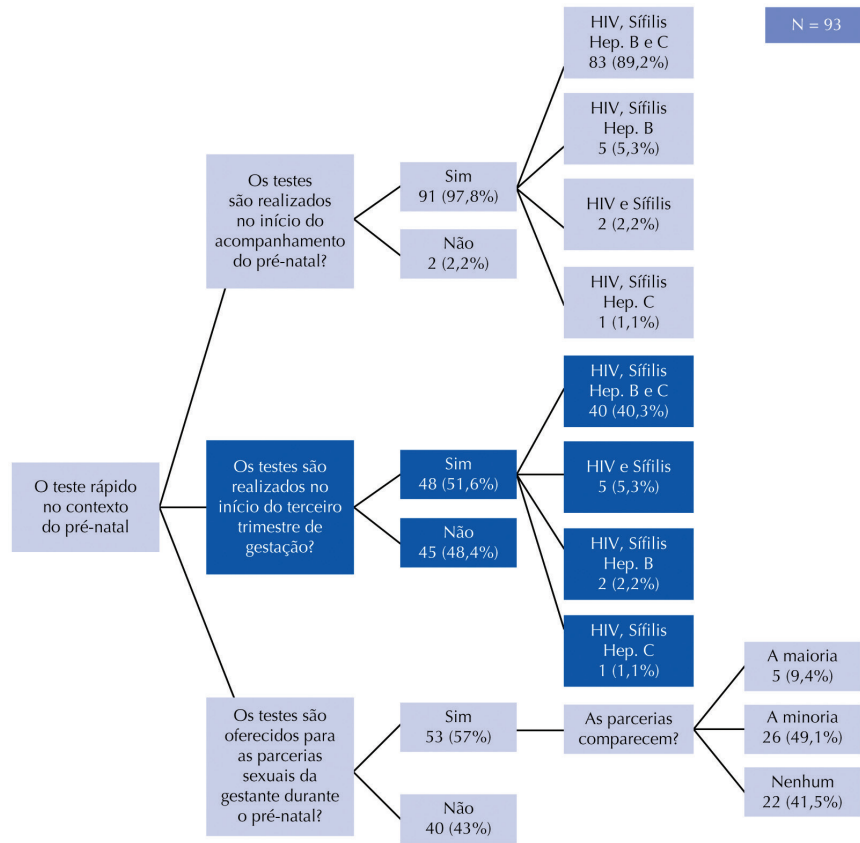 N = 93
O teste rápido
no contexto
do pré-natal
Os testes
são realizados
no início do
acompanhamento
do pré-natal?
Sim
91 (97,8%)
Não
2 (2,2%)
HIV, Sífilis
Hep. B e C
83 (89,2%)
HIV, Sífilis
Hep. B
5 (5,3%)
HIV e Sífilis
2 (2,2%)
HIV, Sífilis
Hep. C
1 (1,1%)
Os testes são
realizados no
início do terceiro
trimestre de
gestação?
Sim
48 (51,6%)
Não
45 (48,4%)
HIV, Sífilis
Hep. B e C
40 (40,3%)
HIV e Sífilis
5 (5,3%)
HIV, Sífilis
Hep. B
2 (2,2%)
HIV, Sífilis
Hep. C
1 (1,1%)
Os testes são
oferecidos para
as parcerias
sexuais da
gestante durante
o pré-natal?
Sim
53 (57%)
Não
40 (43%)
As parcerias
comparecem?
A maioria
5 (9,4%)
A minoria
26 (49,1%)
Nenhum
22 (41,5%)